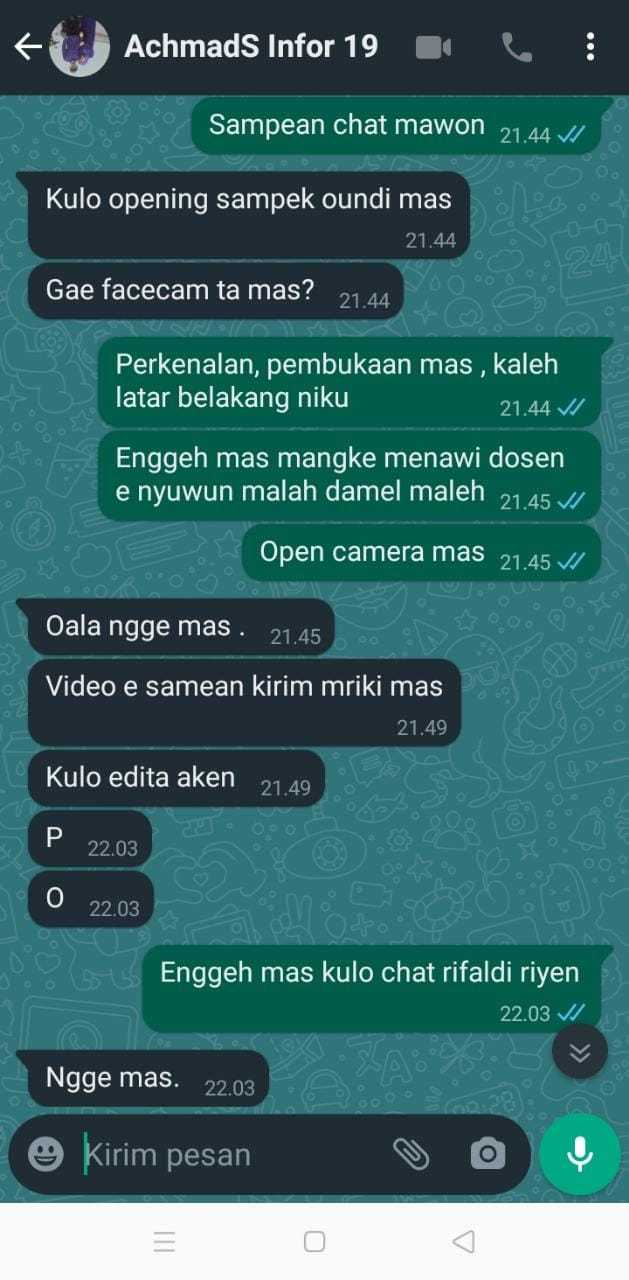 AchmadS Infor 19
Sampean chat mawon 21.44
Kulo opening sampek oundi mas
21.44
Gae facecam ta mas? 21.44
Perkenalan, pembukaan mas , kaleh
latar belakang niku 21.44
Enggeh mas mangke menawi dosen
e nyuwun malah damel maleh 21.45
Open camera mas 21.45
Oala ngge mas . 21.45
Video e samean kirim mriki mas
21.49
Kulo edita aken 21.49
P 22.03
O 22.03
Enggeh mas kulo chat rifaldi riyen
22.03
Ngge mas. 22.03
Kirim pesan